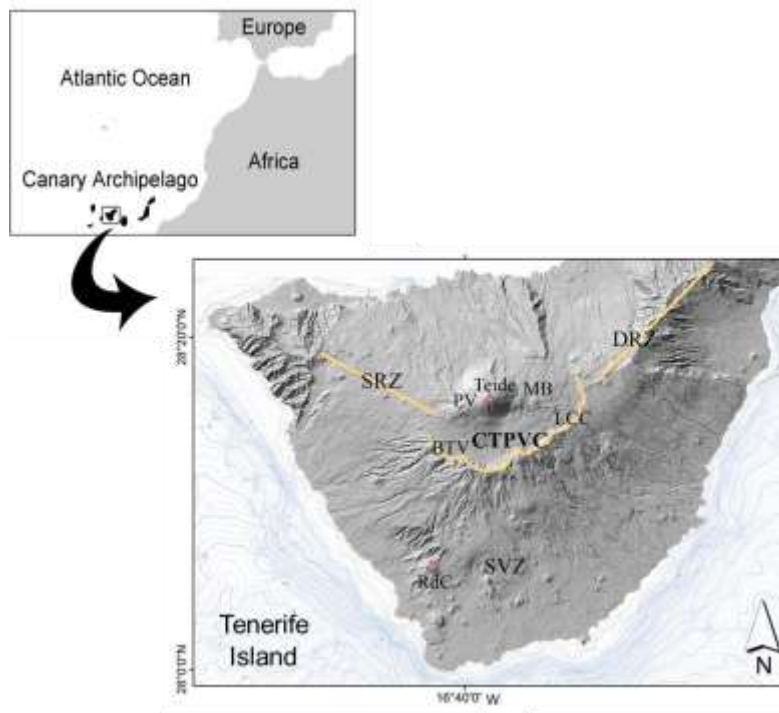 Europe
Atlantic Ocean
Africa
Canary Archipelago
28°20'0"N
DRZ
SRZ
Teide
PV
MB
LCC
CTPVC
BTV
SVZ
RdC
Tenerife
Island
N
28°0'0"N
16°40'0" W